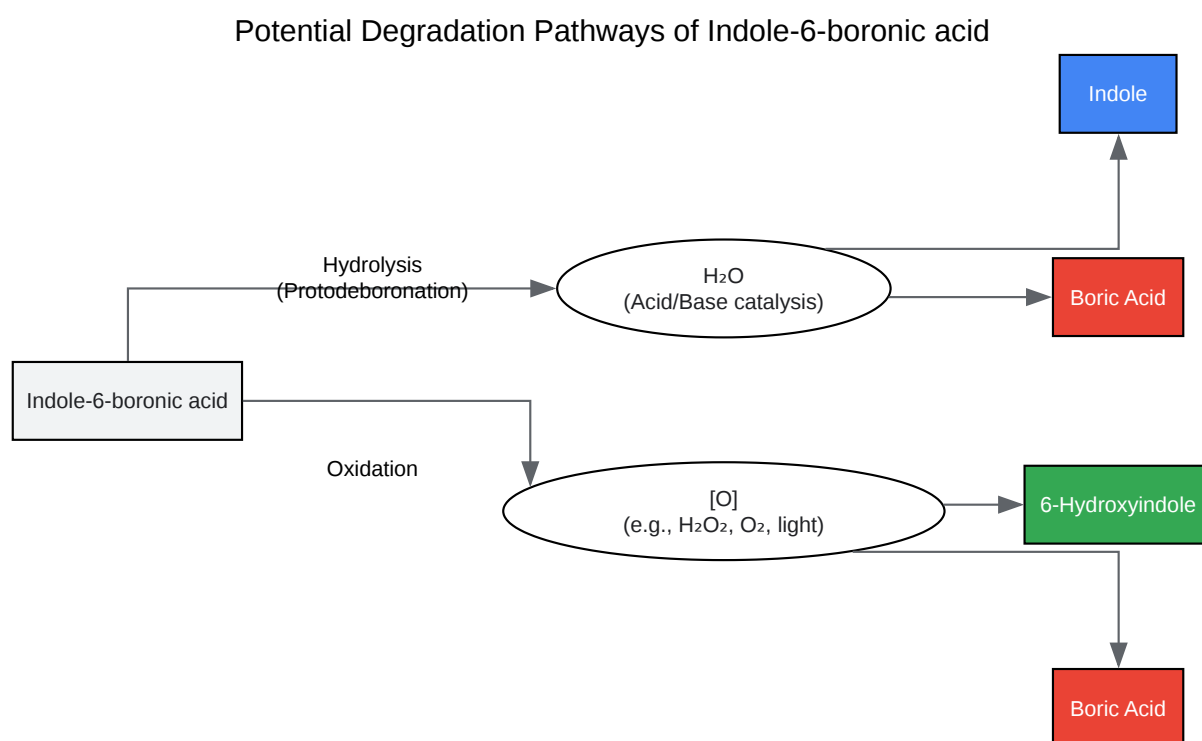 Potential Degradation Pathways of Indole-6-boronic acid
Indole
Hydrolysis
(Protodeboronation)
H₂O
(Acid/Base catalysis)
Boric Acid
Indole-6-boronic acid
Oxidation
[O]
(e.g., H₂O₂, O₂, light)
6-Hydroxyindole
Boric Acid